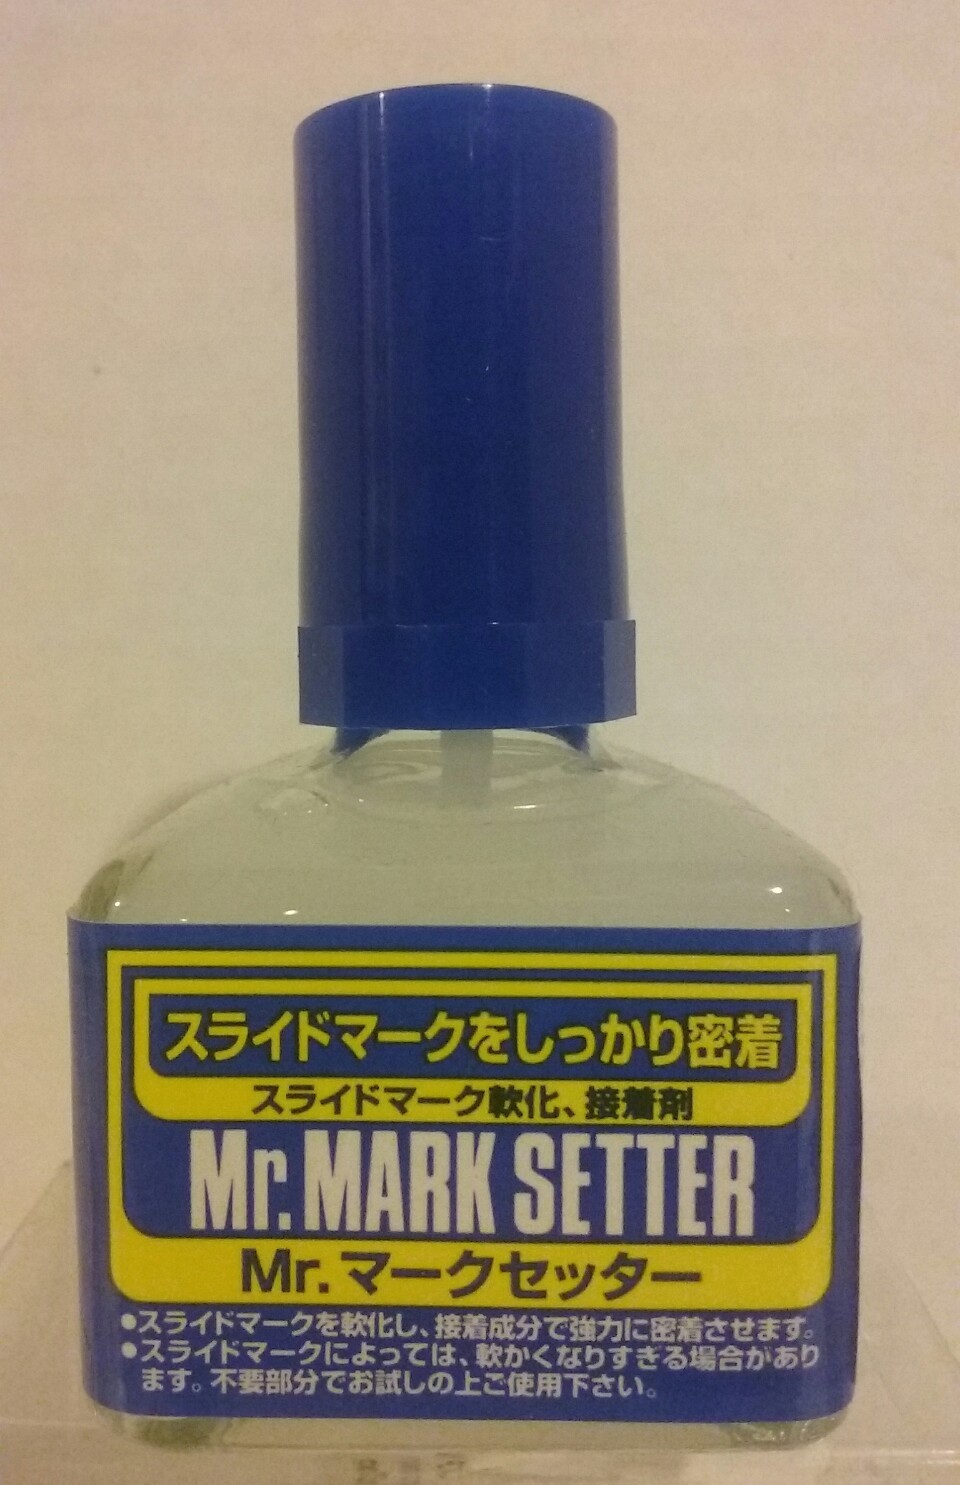 スライドマークをしっかり密着
スライドマーク軟化、接着剤
Mr. MARK SETTER
Mr.マークセッター
●スライドマークを軟化し、接着成分で強力に密着させます。
●スライドマークによっては、軟かくなりすぎる場合があり
ます。不要部分でお試しの上ご使用下さい。